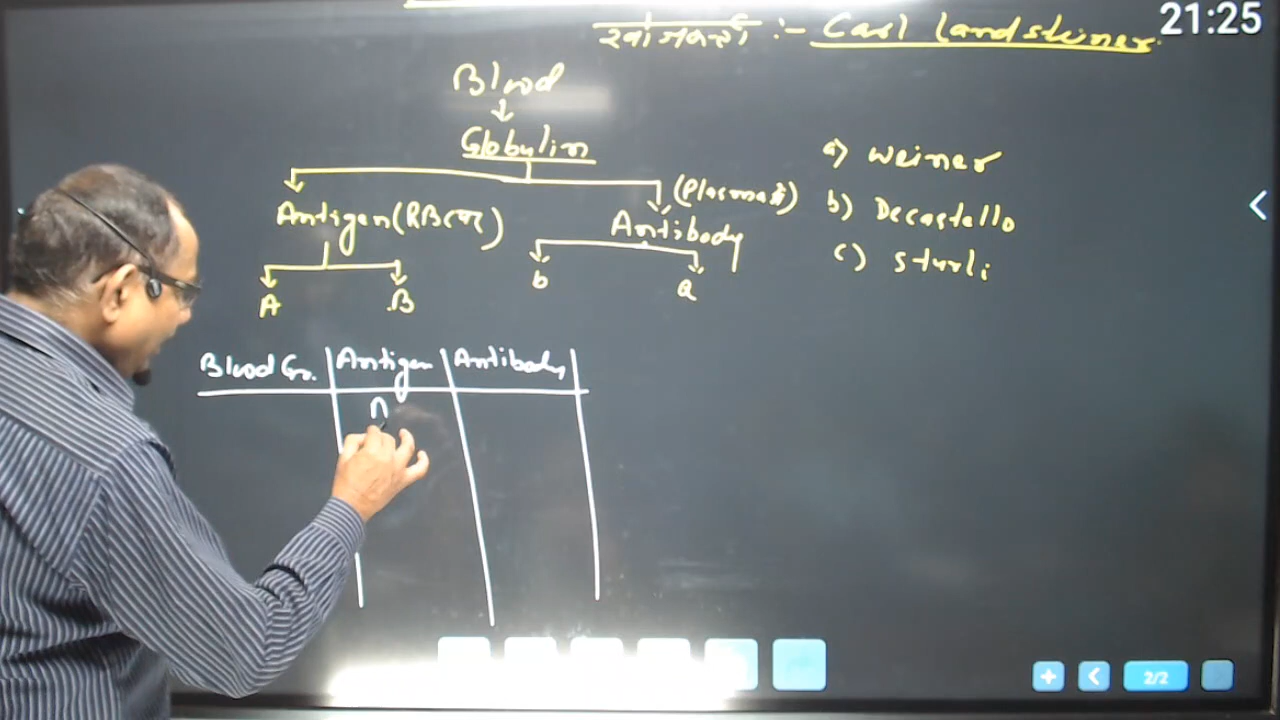 खोजकर्ता :- Carl Landsteiner. 21:25
Blood
Globulin
Antigen (RBC में)
(Plasma में)
Antibody
A B
b a
a) Weiner
b) Decastello
c) Sturli
Blood Gr. Antigen Antibody
2/2